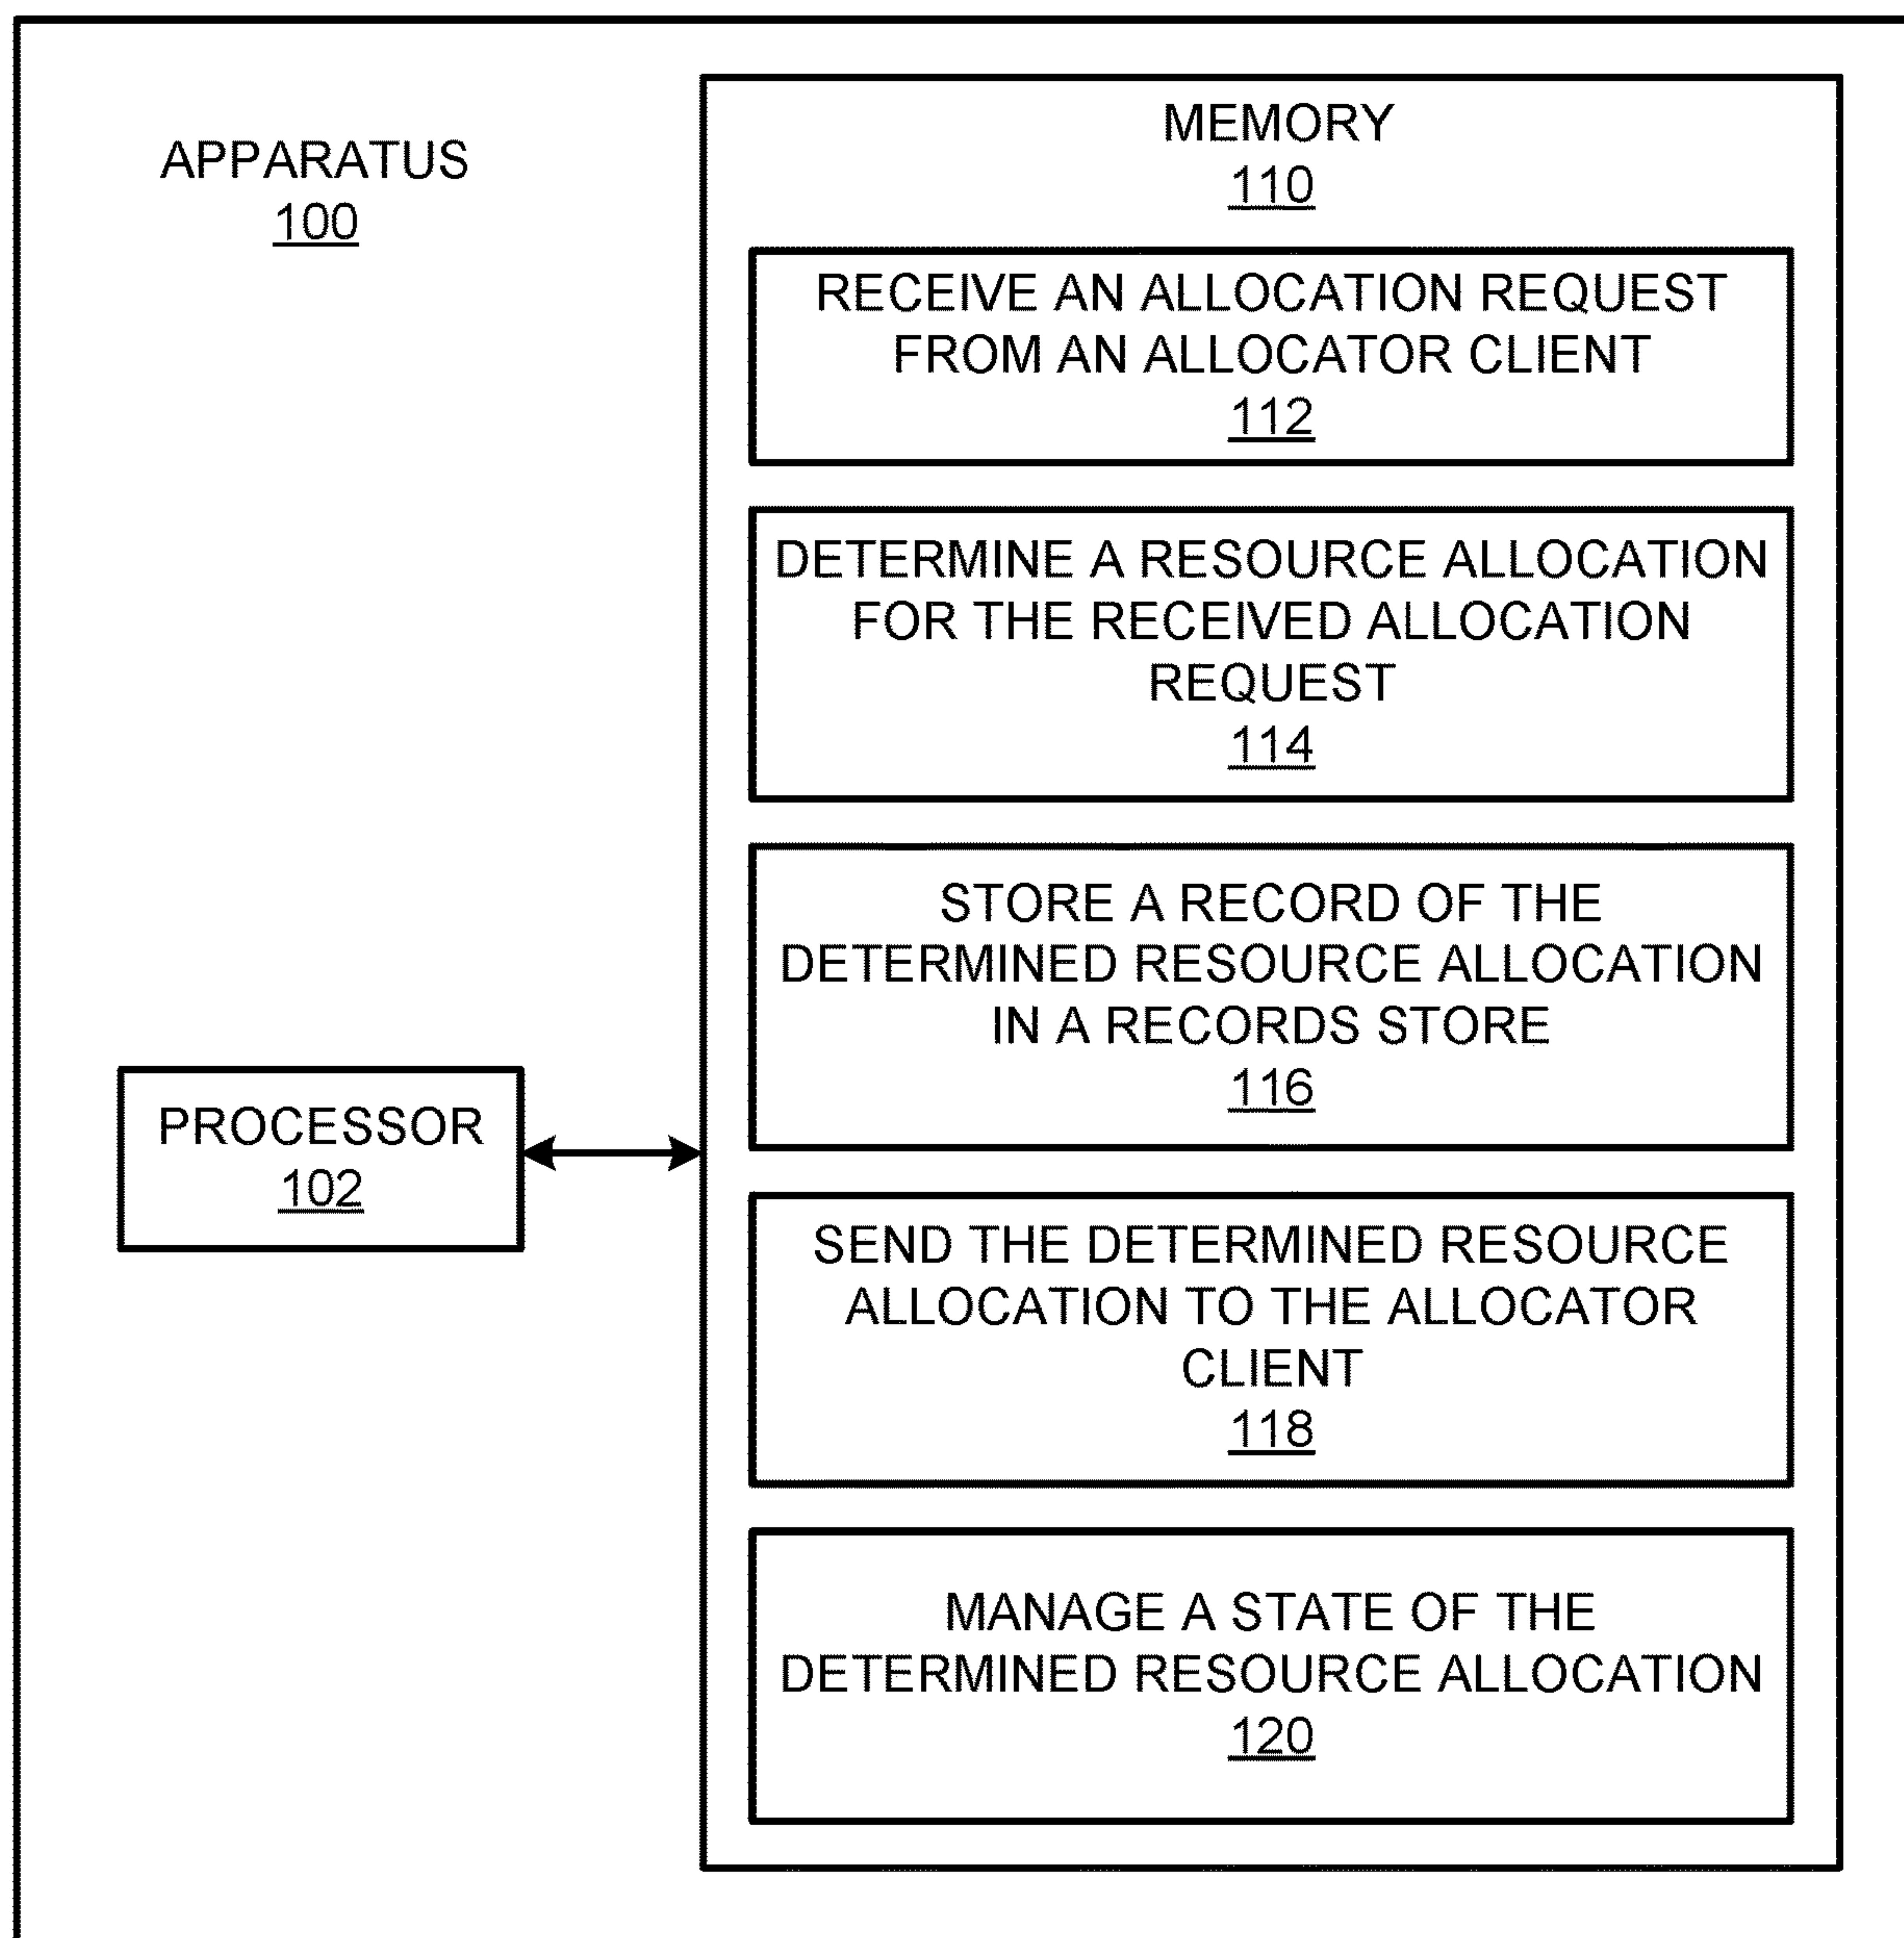 APPARATUS
100
MEMORY
110
RECEIVE AN ALLOCATION REQUEST
FROM AN ALLOCATOR CLIENT
112
DETERMINE A RESOURCE ALLOCATION
FOR THE RECEIVED ALLOCATION
REQUEST
114
STORE A RECORD OF THE
DETERMINED RESOURCE ALLOCATION
IN A RECORDS STORE
116
PROCESSOR
102
SEND THE DETERMINED RESOURCE
ALLOCATION TO THE ALLOCATOR
CLIENT
118
MANAGE A STATE OF THE
DETERMINED RESOURCE ALLOCATION
120